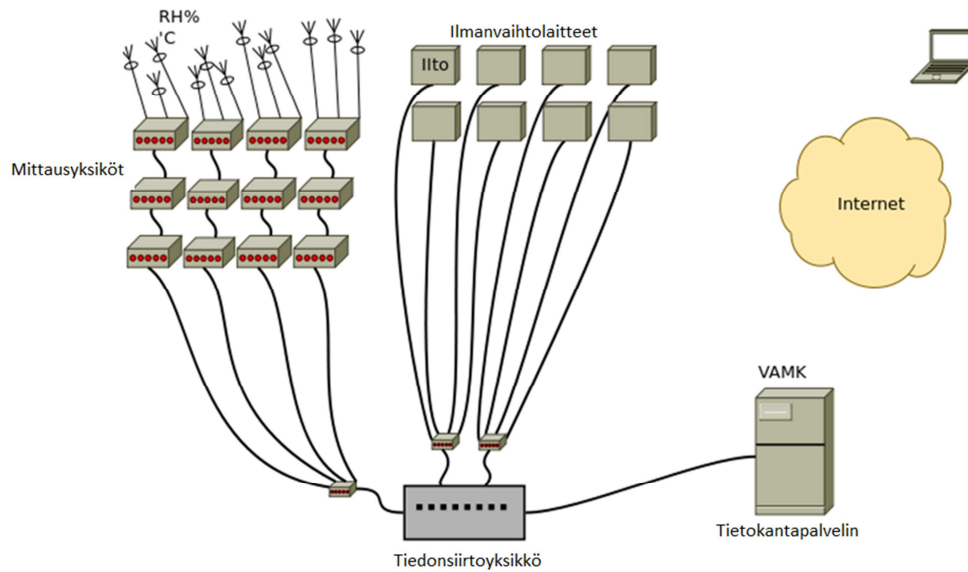 RH%
'C
Ilmanvaihtolaitteet
Ilto
Mittausyksiköt
Internet
VAMK
Tietokantapalvelin
Tiedonsiirtoyksikkö